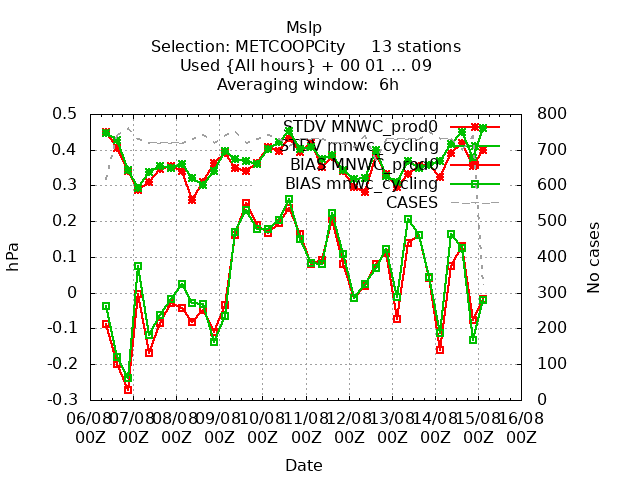 Mslp
Selection: METCOOPCity 13 stations
Used {All hours} + 00 01 ... 09
Averaging window: 6h
0.5 800
STDV MNWC_prod0
0.4 STDV mnwc_cycling 700
BIAS MNWC_prod0
0.3 BIAS mnwc_cycling 600
CASES
0.2 500
0.1 400
0 300
-0.1 200
-0.2 100
-0.3 0
hPa
No cases
06/08 07/08 08/08 09/08 10/08 11/08 12/08 13/08 14/08 15/08 16/08
00Z 00Z 00Z 00Z 00Z 00Z 00Z 00Z 00Z 00Z 00Z
Date